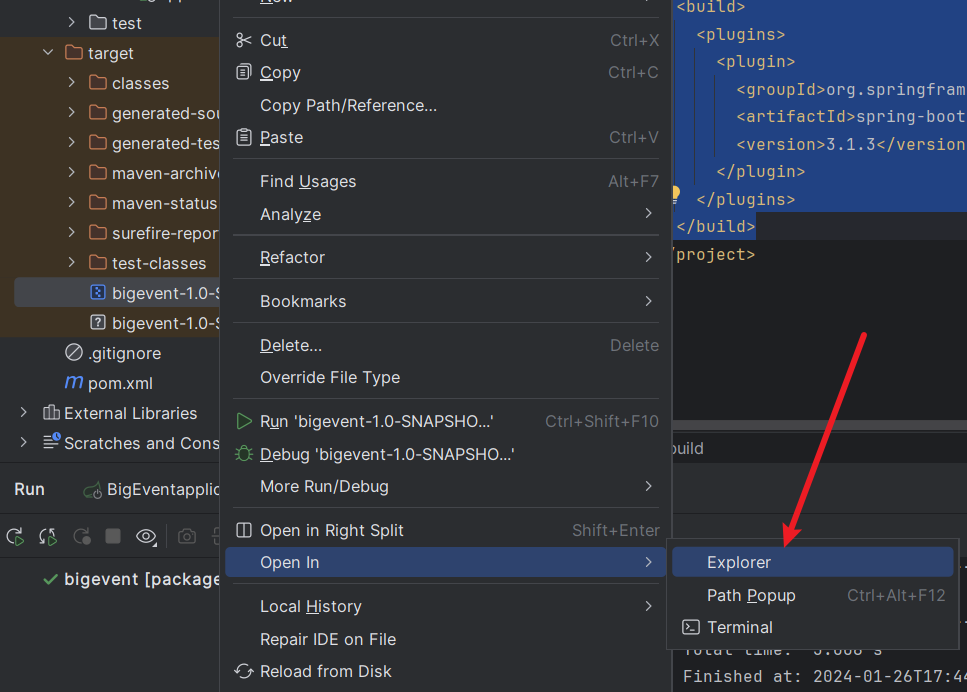 test
target
classes
generated-sou
generated-tes
maven-archiv
maven-status
surefire-repor
test-classes
bigevent-1.0-S
bigevent-1.0-S
.gitignore
pom.xml
External Libraries
Scratches and Cons
Run
BigEventapplic
bigevent [package
Cut Ctrl+X
Copy Ctrl+C
Copy Path/Reference...
Paste Ctrl+V
Find Usages Alt+F7
Analyze
Refactor
Bookmarks
Delete... Delete
Override File Type
Run 'bigevent-1.0-SNAPSHO...' Ctrl+Shift+F10
Debug 'bigevent-1.0-SNAPSHO...'
More Run/Debug
Open in Right Split Shift+Enter
Open In
Local History
Repair IDE on File
Reload from Disk
<build>
<plugins>
<plugin>
<groupId>org.springfram
<artifactId>spring-boot
<version>3.1.3</version
</plugin>
</plugins>
</build>
/project>
build
Explorer
Path Popup Ctrl+Alt+F12
Terminal
Total time:
Finished at: 2024-01-26T17:44